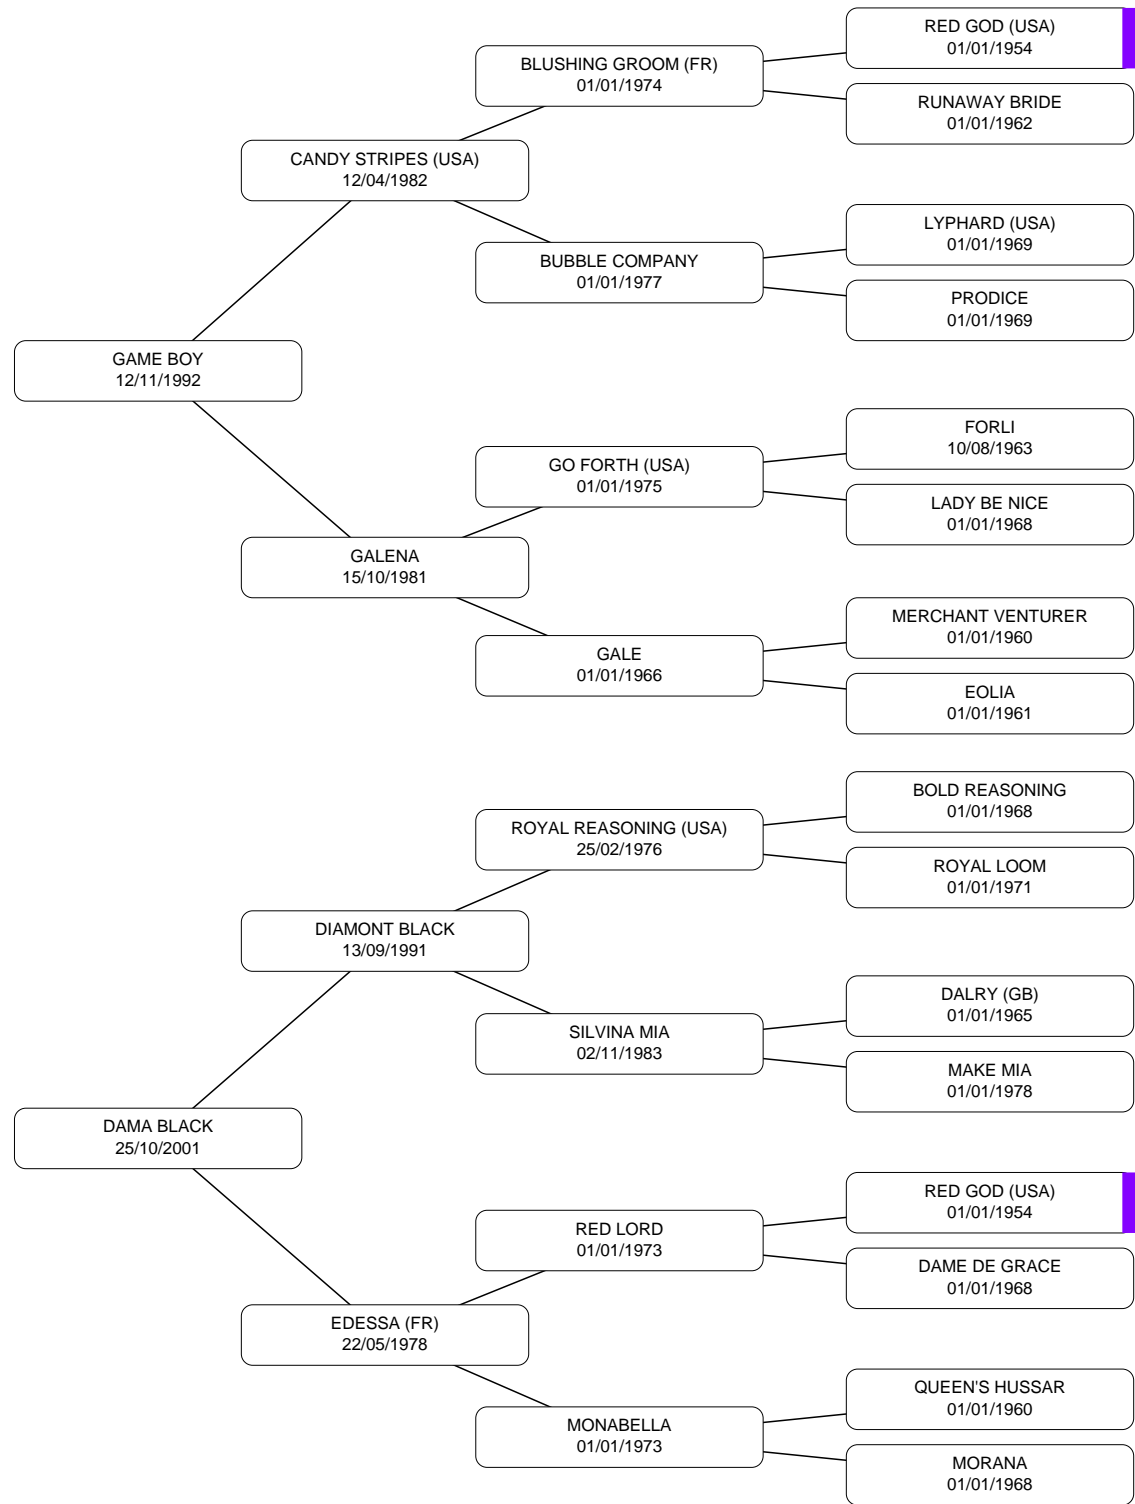 RED GOD (USA)
01/01/1954
BLUSHING GROOM (FR)
01/01/1974
RUNAWAY BRIDE
01/01/1962
CANDY STRIPES (USA)
12/04/1982
LYPHARD (USA)
01/01/1969
BUBBLE COMPANY
01/01/1977
PRODICE
01/01/1969
GAME BOY
12/11/1992
FORLI
10/08/1963
GO FORTH (USA)
01/01/1975
LADY BE NICE
01/01/1968
GALENA
15/10/1981
MERCHANT VENTURER
01/01/1960
GALE
01/01/1966
EOLIA
01/01/1961
BOLD REASONING
01/01/1968
ROYAL REASONING (USA)
25/02/1976
ROYAL LOOM
01/01/1971
DIAMONT BLACK
13/09/1991
DALRY (GB)
01/01/1965
SILVINA MIA
02/11/1983
MAKE MIA
01/01/1978
DAMA BLACK
25/10/2001
RED GOD (USA)
01/01/1954
RED LORD
01/01/1973
DAME DE GRACE
01/01/1968
EDESSA (FR)
22/05/1978
QUEEN'S HUSSAR
01/01/1960
MONABELLA
01/01/1973
MORANA
01/01/1968